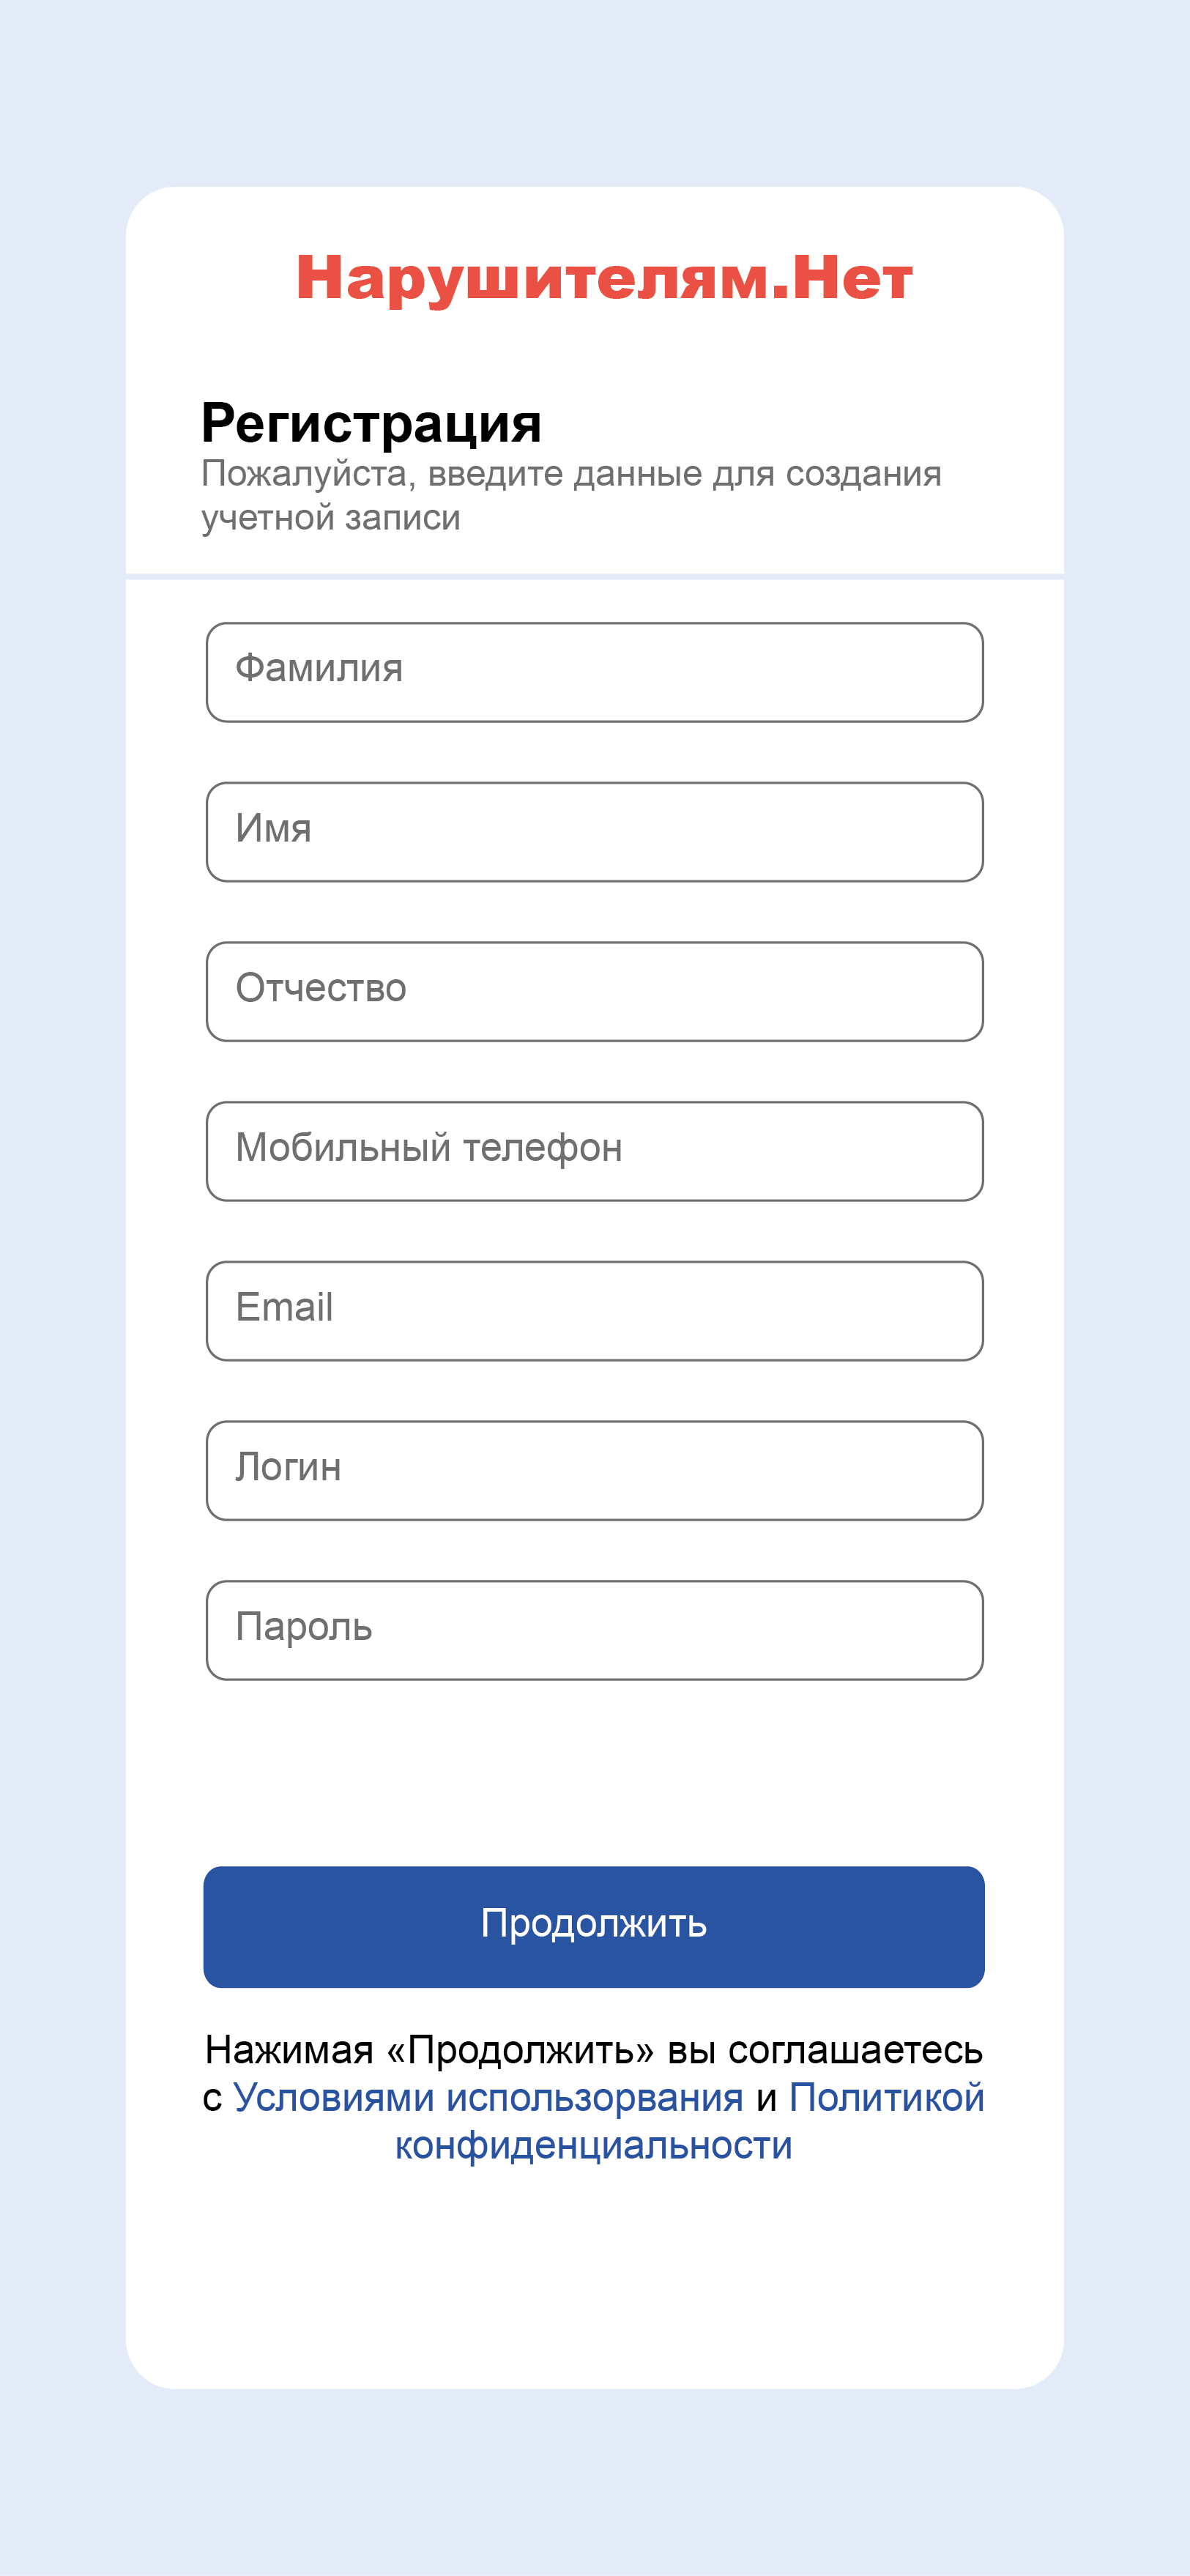 Нарушителям.Нет
Регистрация
Пожалуйста, введите данные для создания
учетной записи
Фамилия
Имя
Отчество
Мобильный телефон
Email
Логин
Пароль
Продолжить
Нажимая «Продолжить» вы соглашаетесь
с Условиями использорвания и Политикой
конфиденциальности